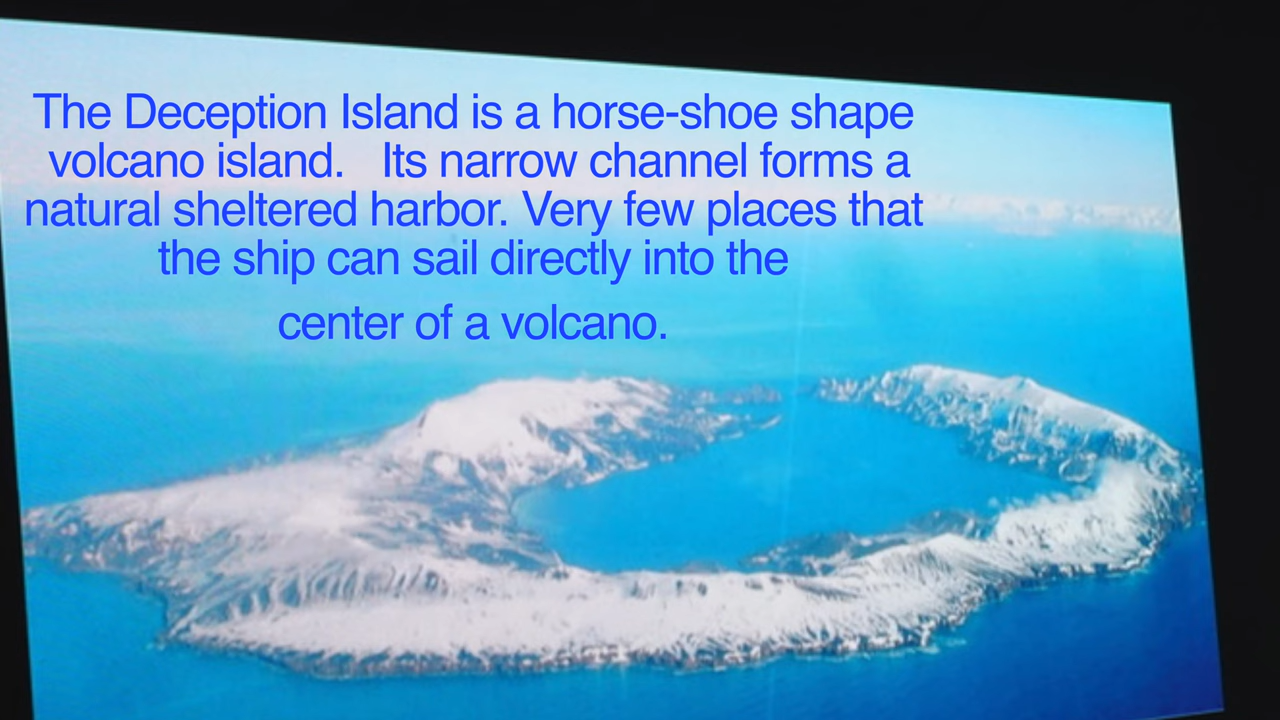 The Deception Island is a horse-shoe shape
volcano island.   Its narrow channel forms a
natural sheltered harbor. Very few places that
the ship can sail directly into the
center of a volcano.